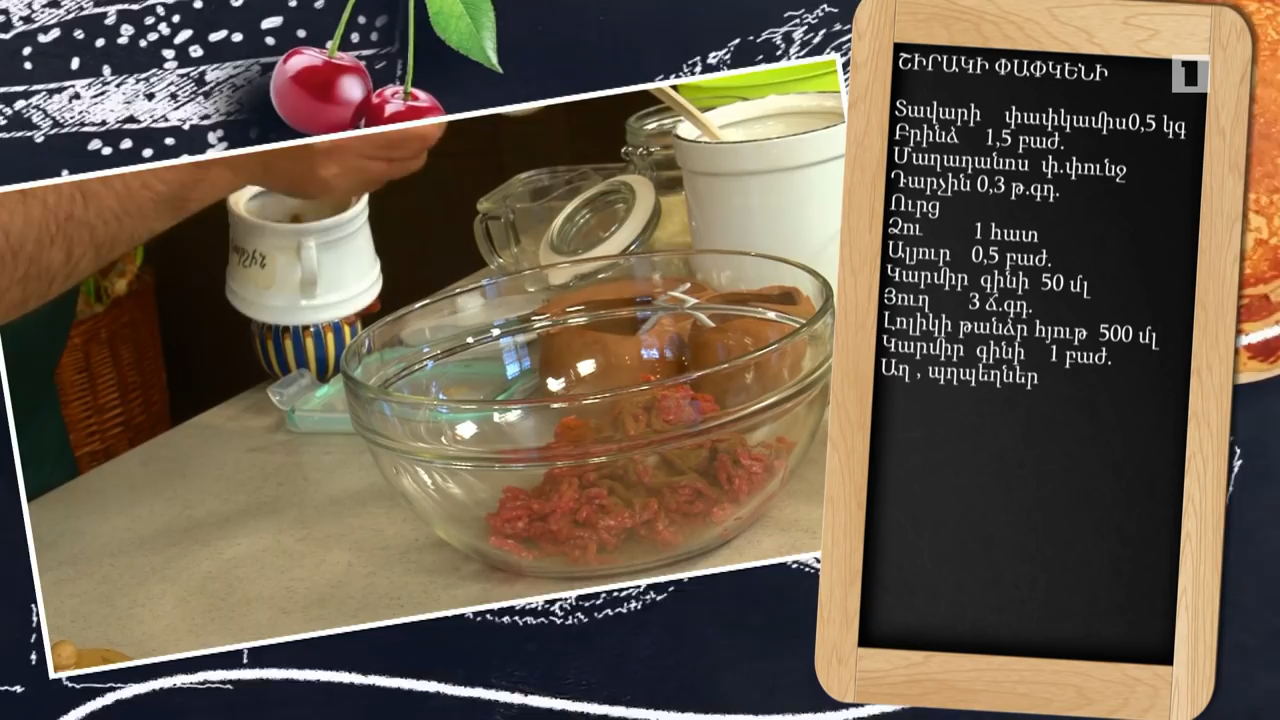 ՇԻՐԱԿԻ ՓԱՓԿԵՆԻ
1
Տավարի փափկամիս0,5 կգ
Բրինձ 1,5 բաժ.
Մաղադանոս փ.փունջ
Դարչին 0,3 թ.գդ.
Ուրց
Ձու 1 հատ
Ալյուր 0,5 բաժ.
Կարմիր գինի 50 մլ
Յուղ 3 ճ.գդ.
Լոլիկի թանձր հյութ 500 մլ
Կարմիր գինի 1 բաժ.
Աղ , պղպեղներ